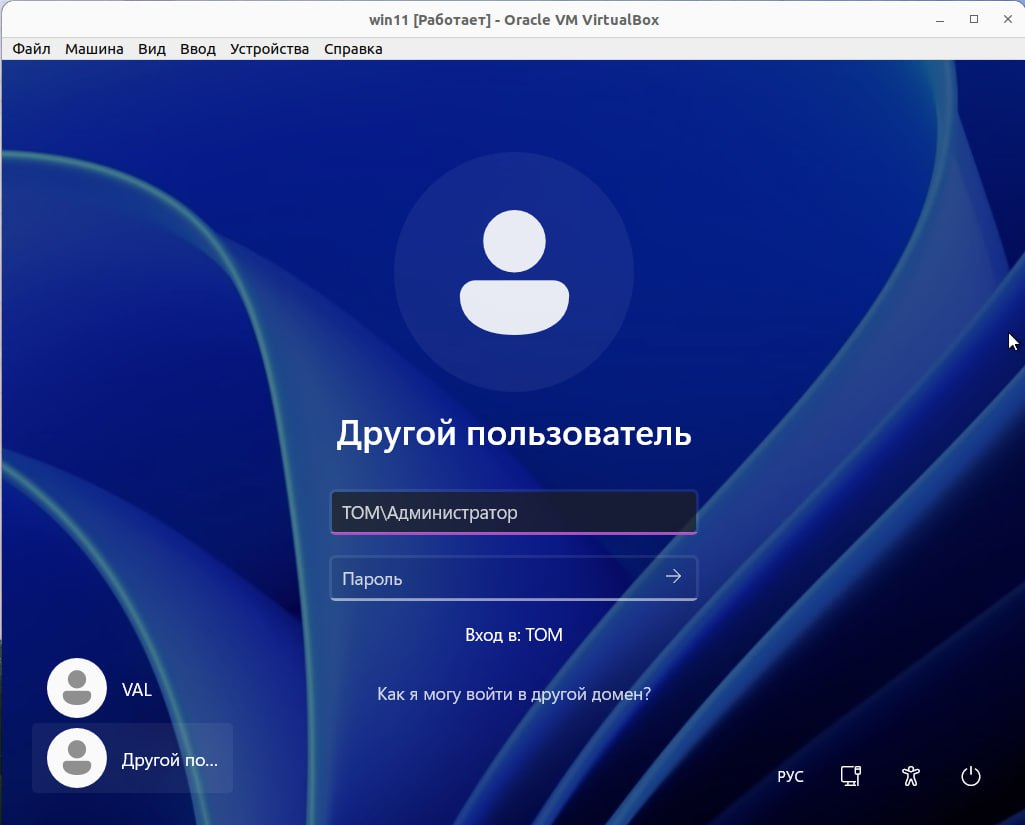 win11 [Работает] - Oracle VM VirtualBox
Файл Машина Вид Ввод Устройства Справка
Другой пользователь
TOM\Администратор
Пароль
Вход в: TOM
Как я могу войти в другой домен?
VAL
Другой по...
РУС